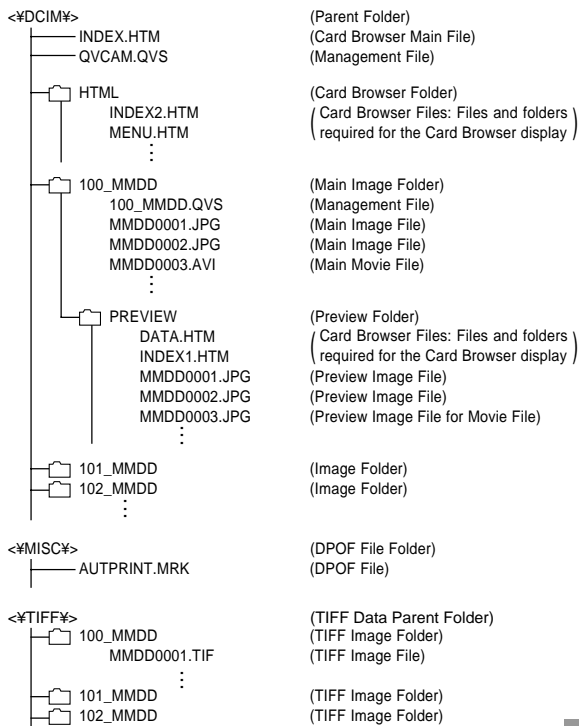 <¥DCIM¥> (Parent Folder)
INDEX.HTM (Card Browser Main File)
QVCAM.QVS (Management File)
HTML (Card Browser Folder)
INDEX2.HTM (Card Browser Files: Files and folders
MENU.HTM required for the Card Browser display)
100_MMDD (Main Image Folder)
100_MMDD.QVS (Management File)
MMDD0001.JPG (Main Image File)
MMDD0002.JPG (Main Image File)
MMDD0003.AVI (Main Movie File)
PREVIEW (Preview Folder)
DATA.HTM (Card Browser Files: Files and folders
INDEX1.HTM required for the Card Browser display)
MMDD0001.JPG (Preview Image File)
MMDD0002.JPG (Preview Image File)
MMDD0003.JPG (Preview Image File for Movie File)
101_MMDD (Image Folder)
102_MMDD (Image Folder)
<¥MISC¥> (DPOF File Folder)
AUTPRINT.MRK (DPOF File)
<¥TIFF¥> (TIFF Data Parent Folder)
100_MMDD (TIFF Image Folder)
MMDD0001.TIF (TIFF Image File)
101_MMDD (TIFF Image Folder)
102_MMDD (TIFF Image Folder)